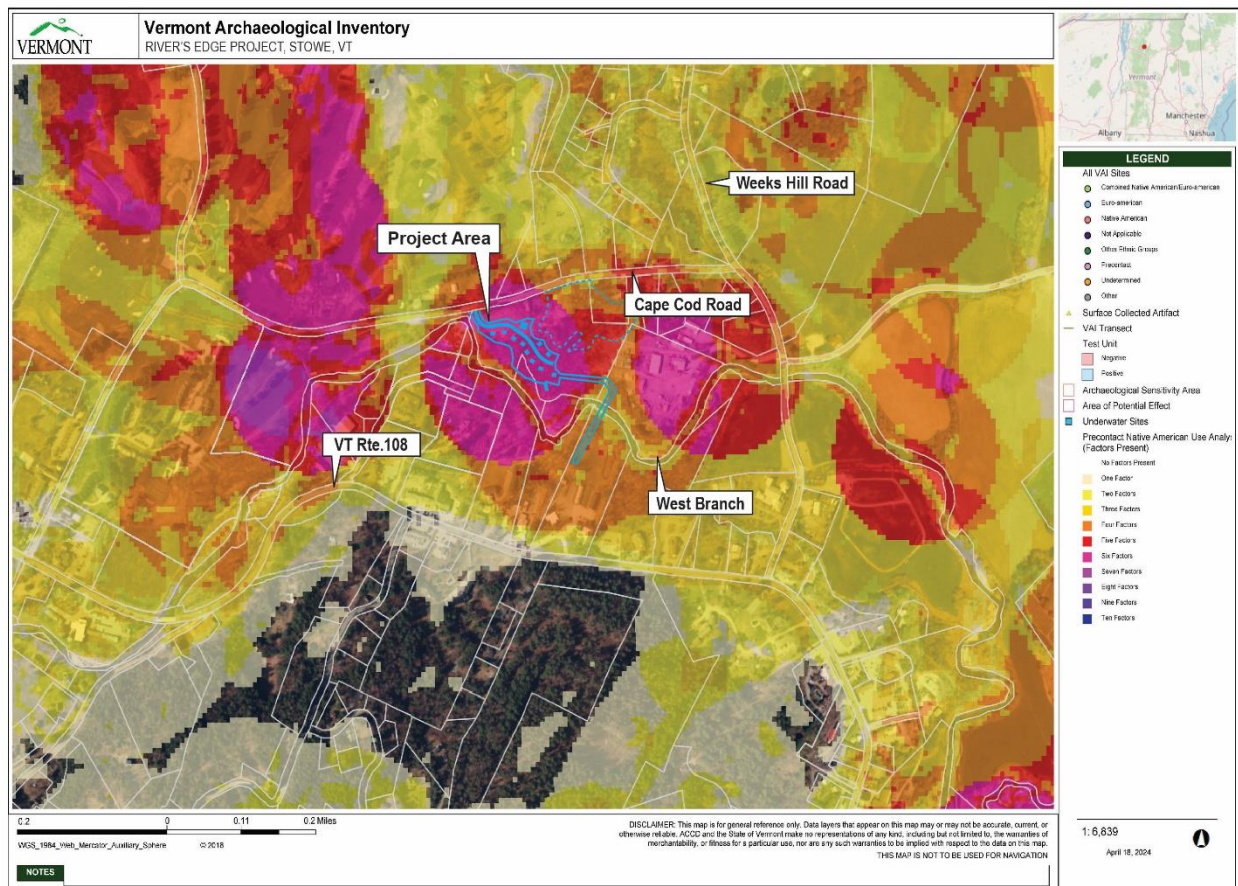 VERMONT
Vermont Archaeological Inventory
RIVER'S EDGE PROJECT, STOWE, VT
Vermont
Manchester
Albany
Nashua
Weeks Hill Road
Project Area
Cape Cod Road
VT Rte.108
West Branch
LEGEND
All VAI Sites
Combined Native American/Euro-american
Euro-american
Native American
Not Applicable
Other Ethnic Groups
Precontact
Undetermined
Other
Surface Collected Artifact
VAI Transect
Test Unit
Negative
Positive
Archaeological Sensitivity Area
Area of Potential Effect
Underwater Sites
Precontact Native American Use Analy
(Factors Present)
No Factors Present
One Factor
Two Factors
Three Factors
Four Factors
Five Factors
Six Factors
Seven Factors
Eight Factors
Nine Factors
Ten Factors
0.2 0 0.11 0.2 Miles
WGS_1984_Web_Mercator_Auxiliary_Sphere © 2018
DISCLAIMER: This map is for general reference only. Data layers that appear on this map may or may not be accurate, current, or
otherwise reliable. ACCD and the State of Vermont make no representations of any kind, including but not limited to, the warranties of
merchantability, or fitness for a particular use, nor are any such warranties to be implied with respect to the data on this map.
THIS MAP IS NOT TO BE USED FOR NAVIGATION
1: 6,839
April 18, 2024
NOTES